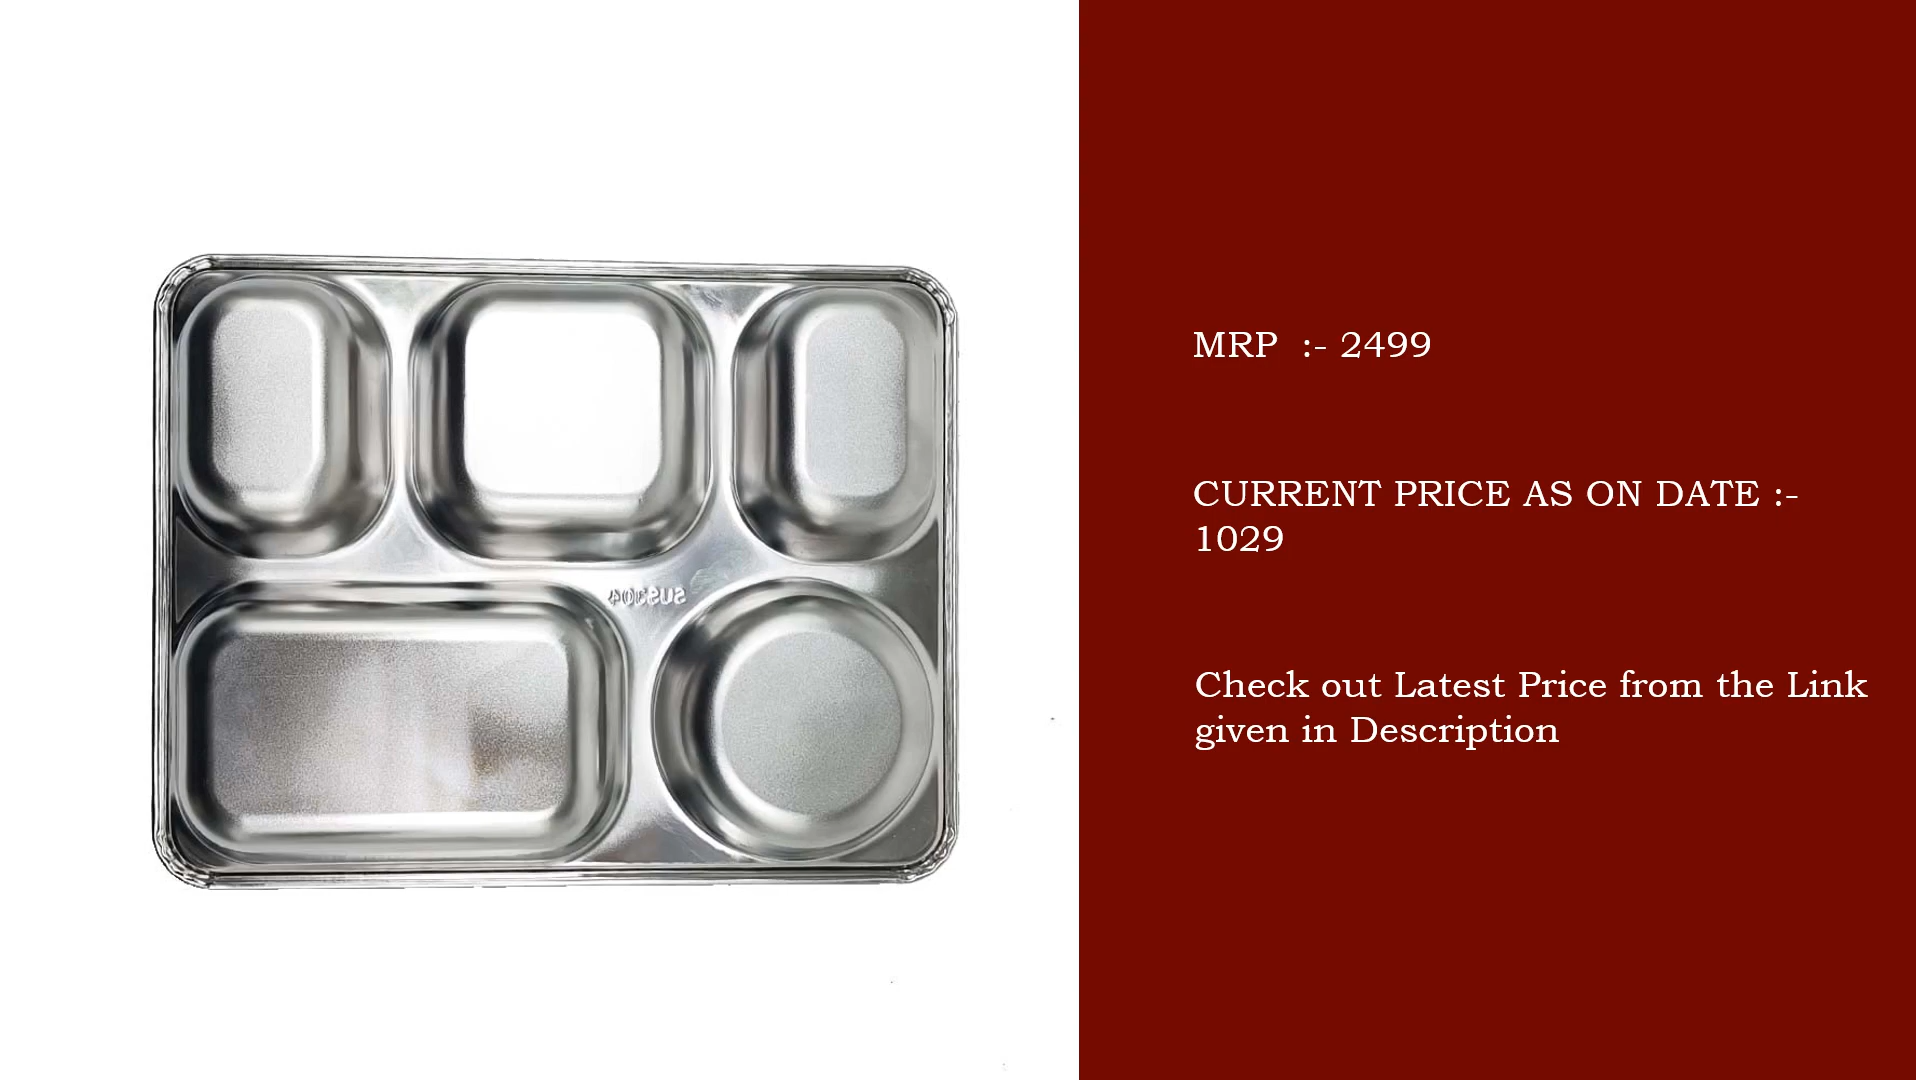 SUS304
MRP  :- 2499
CURRENT PRICE AS ON DATE :-
1029
Check out Latest Price from the Link
given in Description